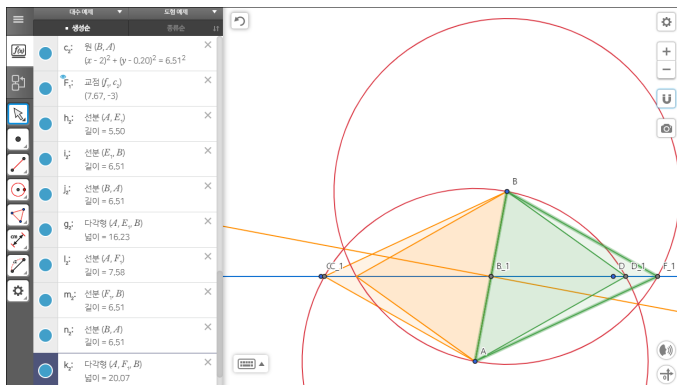 대수 예제 ▼ 도형 예제 ▼
생성순 종류순 ↓↑
c₂: 원 (B, A)
(x - 2)² + (y - 0.20)² = 6.51²
F₁: 교점 (f, c₂)
(7.67, -3)
h₂: 선분 (A, E₁)
길이 = 5.50
i₂: 선분 (E₁, B)
길이 = 6.51
j₂: 선분 (B, A)
길이 = 6.51
g₂: 다각형 (A, E₁, B)
넓이 = 16.23
l₂: 선분 (A, F₁)
길이 = 7.58
m₂: 선분 (F₁, B)
길이 = 6.51
n₂: 선분 (B, A)
길이 = 6.51
k₂: 다각형 (A, F₁, B)
넓이 = 20.07
B
C_1 B_1 D D_1 F_1
A